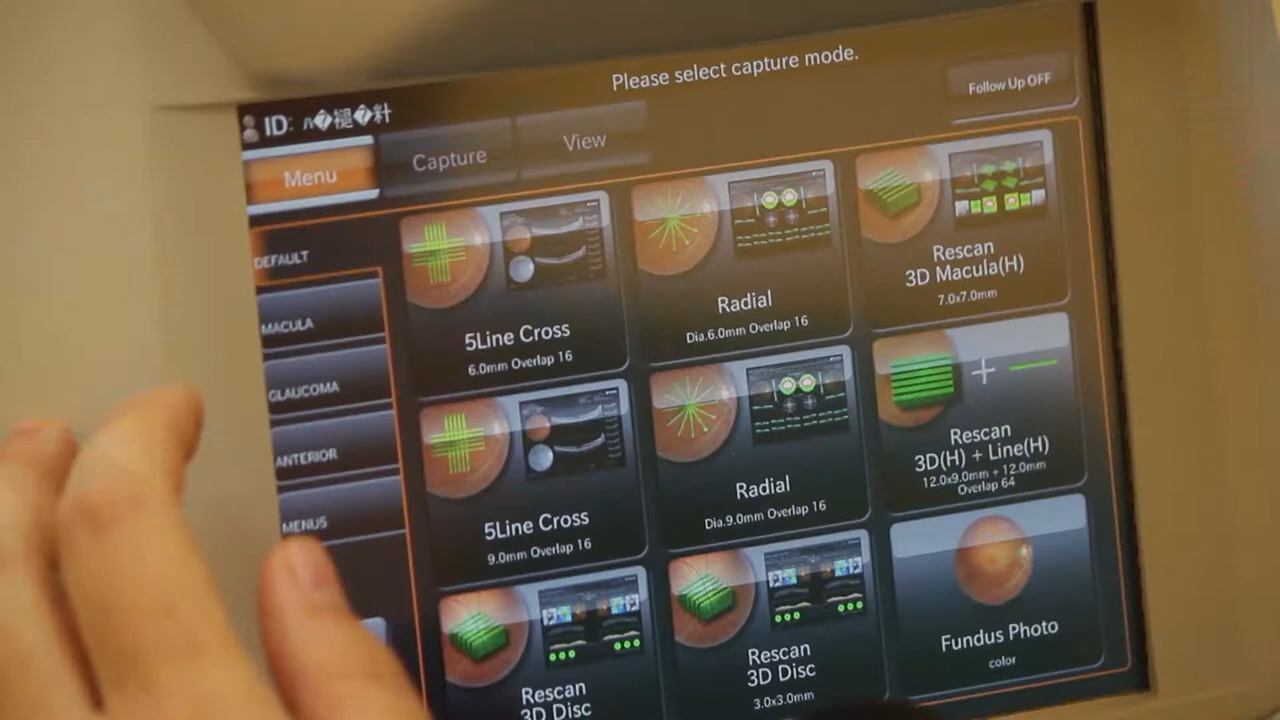 Please select capture mode.
Follow Up OFF
ID:
Menu
Capture
View
DEFAULT
MACULA
GLAUCOMA
ANTERIOR
MENU5
5Line Cross
6.0mm Overlap 16
Radial
Dia.6.0mm Overlap 16
Rescan
3D Macula(H)
7.0x7.0mm
5Line Cross
9.0mm Overlap 16
Radial
Dia.9.0mm Overlap 16
Rescan
3D(H) + Line(H)
12.0x9.0mm + 12.0mm
Overlap 64
Rescan
3D Disc
Rescan
3D Disc
3.0x3.0mm
Fundus Photo
color